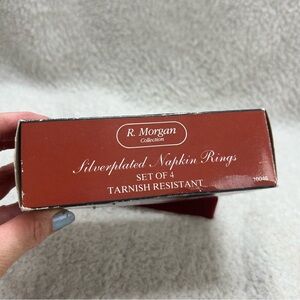 R. Morgan
Collection
Silverplated Napkin Rings
SET OF 4
TARNISH RESISTANT